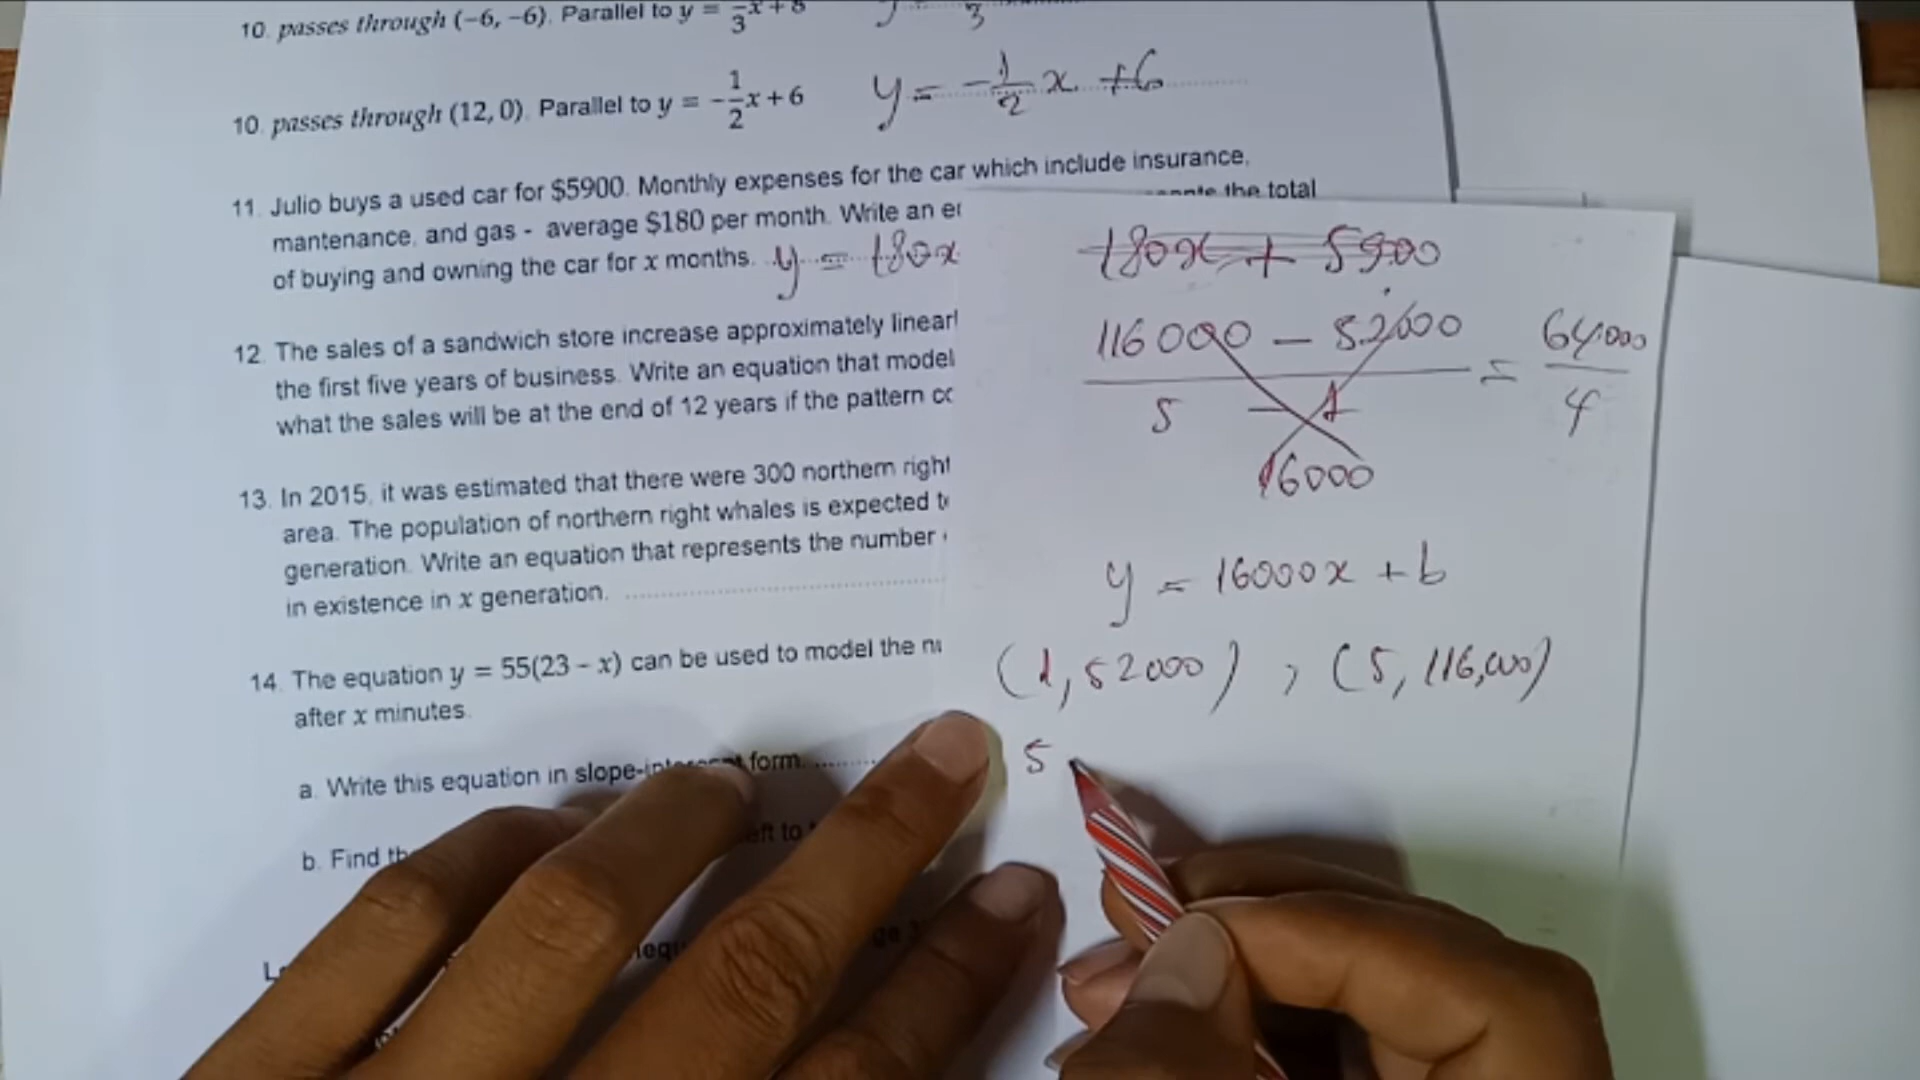 10. passes through (−6, −6). Parallel to y = x + 8
3
10. passes through (12, 0). Parallel to y = −1/2x + 6 y = −1/2 x + 6
11. Julio buys a used car for $5900. Monthly expenses for the car which include insurance,
mantenance, and gas - average $180 per month. Write an the total
of buying and owning the car for x months. y = 180x
12. The sales of a sandwich store increase approximately
the first five years of business. Write an equation that
what the sales will be at the end of 12 years if the pattern
13. In 2015, it was estimated that there were 300 northern right
area. The population of northern right whales is expected
generation. Write an equation that represents the number
in existence in x generation.
14. The equation y = 55(23 − x) can be used to model the
after x minutes.
a. Write this equation in form.
b. Find
180x + 5900
116000 − 52000 = 64000
5 − 1 4
16000
y = 16000x + b
(1, 52000) , (5, 116,000)
5